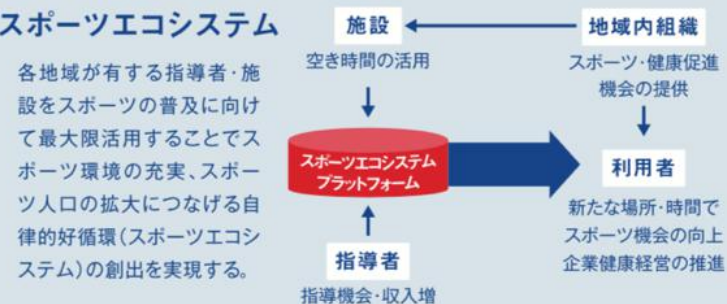 スポーツエコシステム
各地域が有する指導者・施
設をスポーツの普及に向け
て最大限活用することでス
ポーツ環境の充実、スポー
ツ人口の拡大につなげる自
律的好循環(スポーツエコシ
ステム)の創出を実現する。
施設
空き時間の活用
地域内組織
スポーツ・健康促進
機会の提供
スポーツエコシステム
プラットフォーム
利用者
新たな場所・時間で
スポーツ機会の向上
企業健康経営の推進
指導者
指導機会・収入増